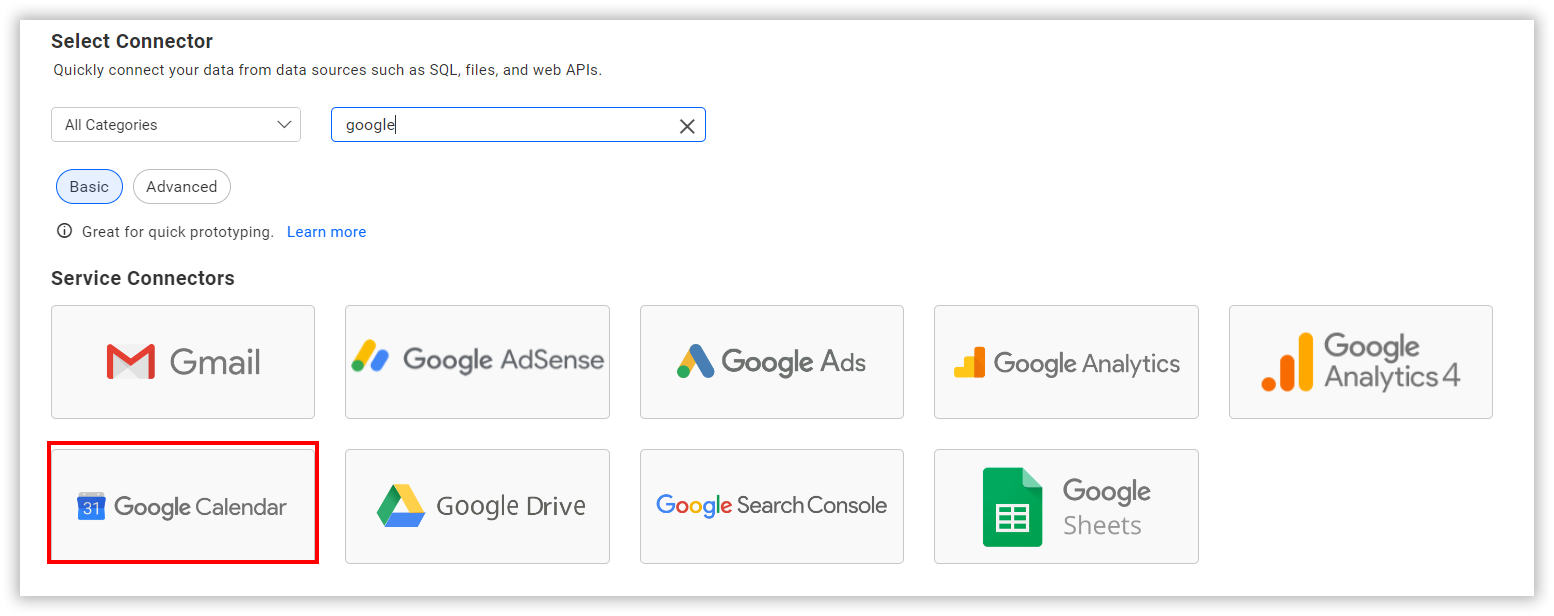 Select Connector
Quickly connect your data from data sources such as SQL, files, and web APIs.
All Categories
google
Basic
Advanced
Great for quick prototyping. Learn more
Service Connectors
Gmail
Google AdSense
Google Ads
Google Analytics
Google
Analytics 4
31 Google Calendar
Google Drive
Google Search Console
Google
Sheets